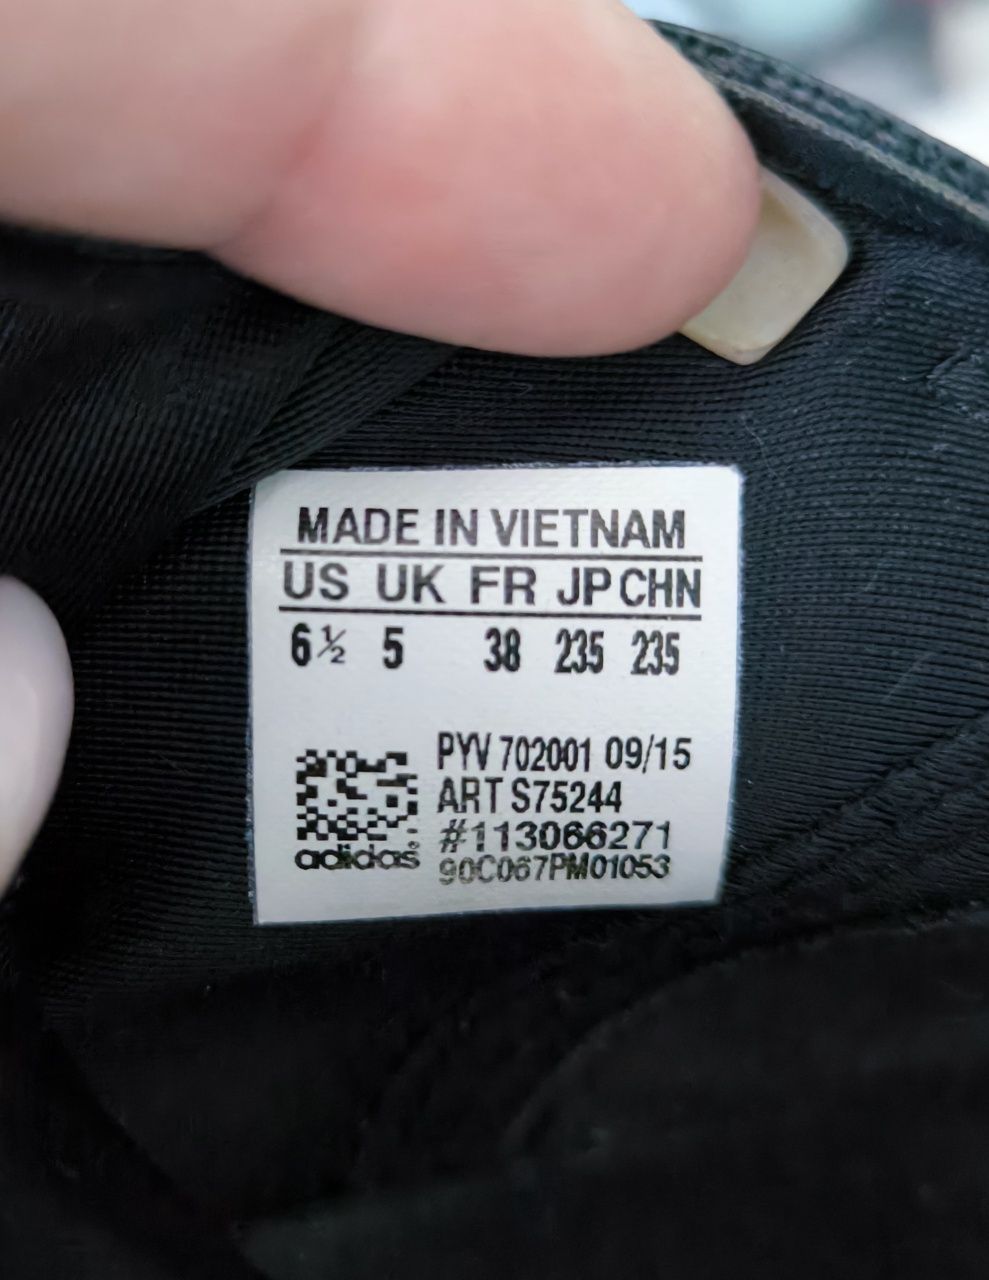 MADE IN VIETNAM
US UK FR JP CHN
6½ 5 38 235 235
PYV 702001 09/15
ART S75244
#113066271
adidas®
90C067PM01053